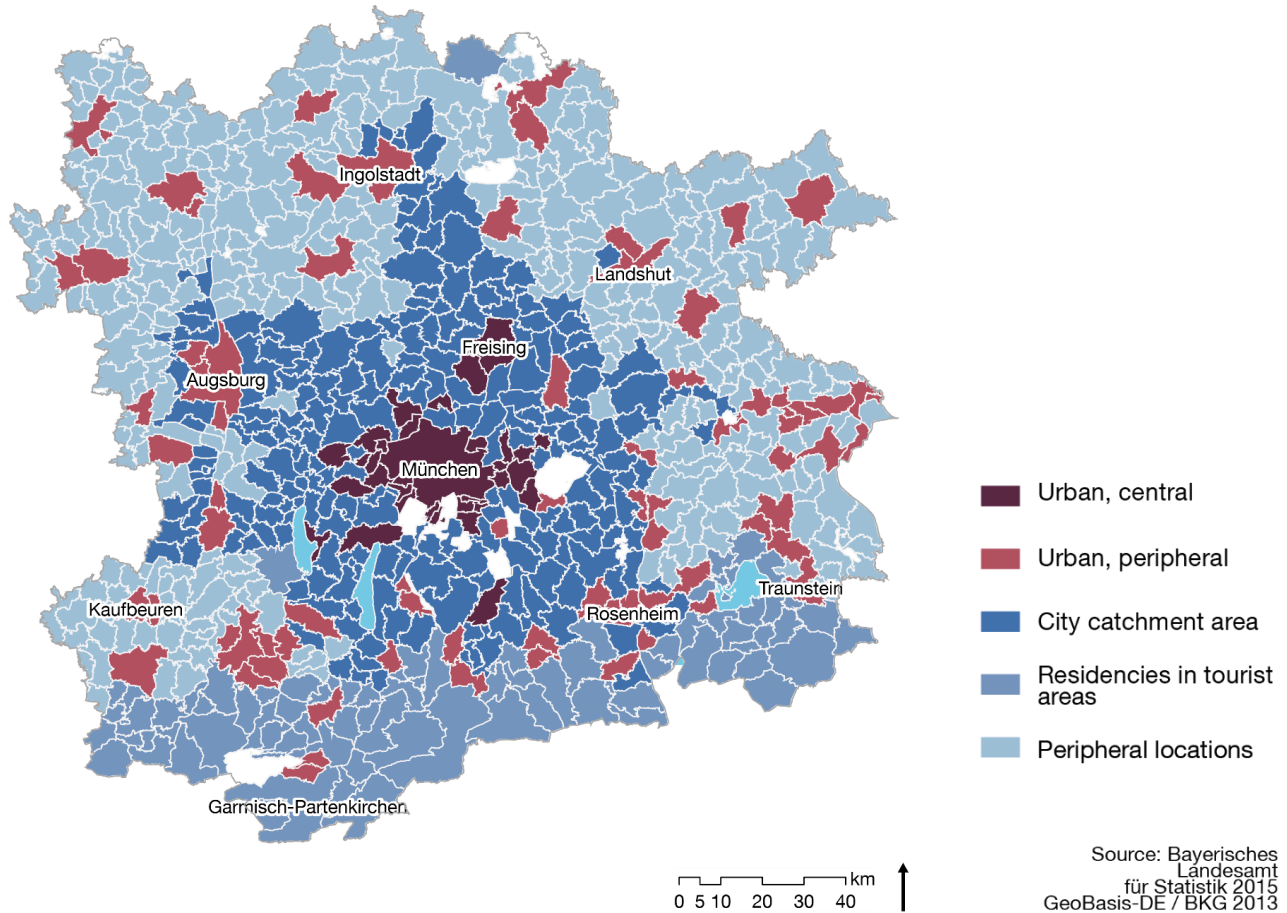 Ingolstadt
Landshut
Freising
Augsburg
München
Kaufbeuren
Rosenheim
Traunstein
Garmisch-Partenkirchen
Urban, central
Urban, peripheral
City catchment area
Residencies in tourist
areas
Peripheral locations
km
0 5 10 20 30 40
Source: Bayerisches
Landesamt
für Statistik 2015
GeoBasis-DE / BKG 2013